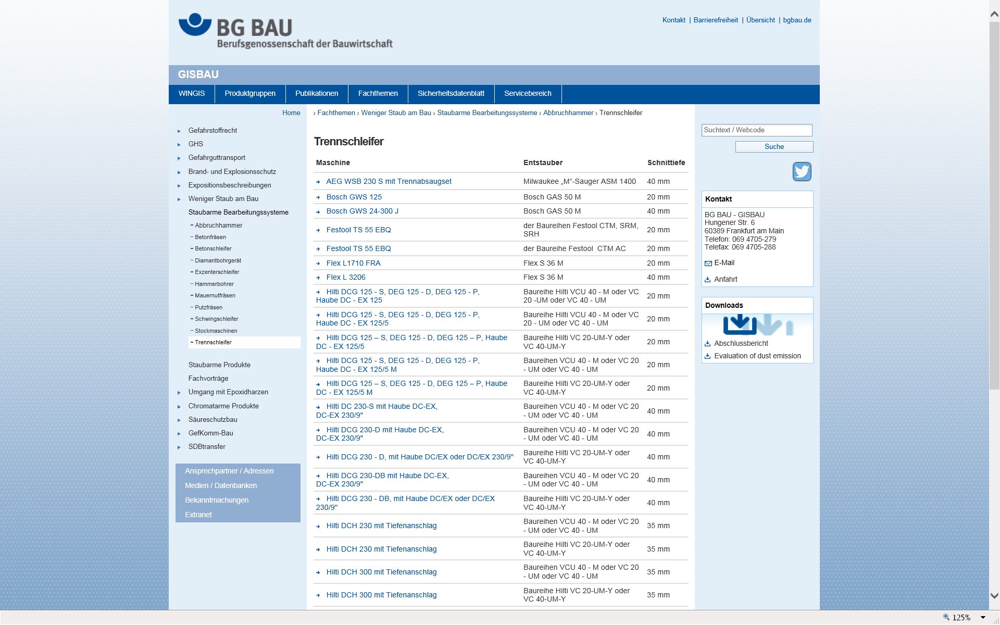 BG BAU
Berufsgenossenschaft der Bauwirtschaft
Kontakt | Barrierefreiheit | Übersicht | bgbau.de
GISBAU
WINGIS Produktgruppen Publikationen Fachthemen Sicherheitsdatenblatt Servicebereich
Home
› Fachthemen › Weniger Staub am Bau › Staubarme Bearbeitungssysteme › Abbruchhammer › Trennschleifer
Gefahrstoffrecht
GHS
Gefahrguttransport
Brand- und Explosionsschutz
Expositionsbeschreibungen
Weniger Staub am Bau
Staubarme Bearbeitungssysteme
Abbruchhammer
Betonfräsen
Betonschleifer
Diamantbohrgerät
Exzenterschleifer
Hammerbohrer
Mauernutfräsen
Putzfräsen
Schwingschleifer
Stockmaschinen
Trennschleifer
Staubarme Produkte
Fachvorträge
Umgang mit Epoxidharzen
Chromatarme Produkte
Säureschutzbau
GefKomm-Bau
SDBtransfer
Ansprechpartner / Adressen
Medien / Datenbanken
Bekanntmachungen
Extranet
Trennschleifer
Maschine Entstauber Schnittiefe
AEG WSB 230 S mit Trennabsaugset Milwaukee „M“-Sauger ASM 1400 40 mm
Bosch GWS 125 Bosch GAS 50 M 20 mm
Bosch GWS 24-300 J Bosch GAS 50 M 40 mm
Festool TS 55 EBQ der Baureihen Festool CTM, SRM, 20 mm
SRH
Festool TS 55 EBQ der Baureihe Festool CTM AC 20 mm
Flex L1710 FRA Flex S 36 M 20 mm
Flex L 3206 Flex S 36 M 40 mm
Hilti DCG 125 - S, DEG 125 - D, DEG 125 - P, Baureihe Hilti VCU 40 - M oder VC 20 mm
Haube DC - EX 125 20 -UM oder VC 40 - UM
Hilti DCG 125 - S, DEG 125 - D, DEG 125 - P, Baureihe Hilti VCU 40 - M oder VC 20 mm
Haube DC - EX 125/5 20 - UM oder VC 40 - UM
Hilti DCG 125 – S, DEG 125 - D, DEG 125 – P, Haube Baureihe Hilti VC 20-UM-Y oder 20 mm
DC - EX 125/5 VC 40-UM-Y
Hilti DCG 125 - S, DEG 125 - D, DEG 125 - P, Baureihen VCU 40 - M oder VC 20 20 mm
Haube DC - EX 125/5 M - UM oder VC 40 - UM
Hilti DCG 125 – S, DEG 125 - D, DEG 125 – P, Haube Baureihe Hilti VC 20-UM-Y oder 20 mm
DC - EX 125/5 M VC 40-UM-Y
Hilti DC 230-S mit Haube DC-EX, Baureihen VCU 40 - M oder VC 20 40 mm
DC-EX 230/9" - UM oder VC 40 - UM
Hilti DCG 230-D mit Haube DC-EX, Baureihen VCU 40 - M oder VC 20 40 mm
DC-EX 230/9" - UM oder VC 40 - UM
Hilti DCG 230 - D, mit Haube DC/EX oder DC/EX 230/9" Baureihe Hilti VC 20-UM-Y oder 40 mm
VC 40-UM-Y
Hilti DCG 230-DB mit Haube DC-EX, Baureihen VCU 40 - M oder VC 20 40 mm
DC-EX 230/9" - UM oder VC 40 - UM
Hilti DCG 230 - DB, mit Haube DC/EX oder DC/EX Baureihe Hilti VC 20-UM-Y oder 40 mm
230/9" VC 40-UM-Y
Hilti DCH 230 mit Tiefenanschlag Baureihen VCU 40 - M oder VC 20 35 mm
- UM oder VC 40 - UM
Hilti DCH 230 mit Tiefenanschlag Baureihe Hilti VC 20-UM-Y oder 35 mm
VC 40-UM-Y
Hilti DCH 300 mit Tiefenanschlag Baureihen VCU 40 - M oder VC 20 35 mm
- UM oder VC 40 - UM
Hilti DCH 300 mit Tiefenanschlag Baureihe Hilti VC 20-UM-Y oder 35 mm
VC 40-UM-Y
Suchtext / Webcode
Suche
Kontakt
BG BAU - GISBAU
Hungener Str. 6
60389 Frankfurt am Main
Telefon: 069 4705-279
Telefax: 069 4705-288
E-Mail
Anfahrt
Downloads
Abschlussbericht
Evaluation of dust emission
125%